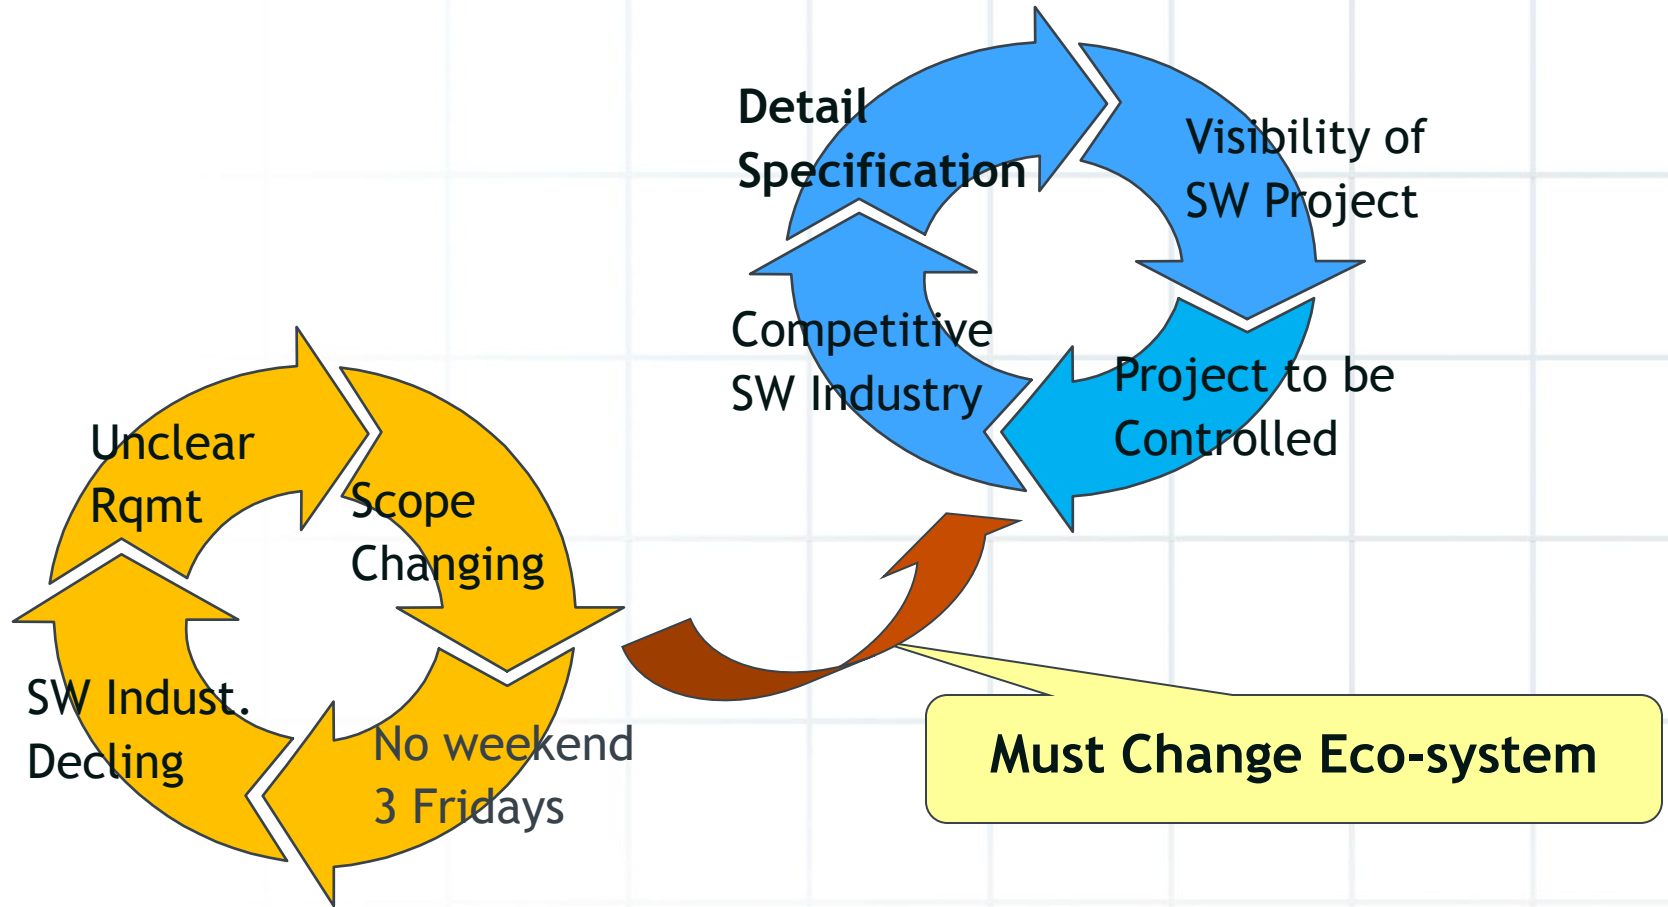 Detail
Specification
Visibility of
SW Project
Competitive
SW Industry
Project to be
Controlled
Unclear
Rqmt
Scope
Changing
SW Indust.
Decling
No weekend
3 Fridays
Must Change Eco-system